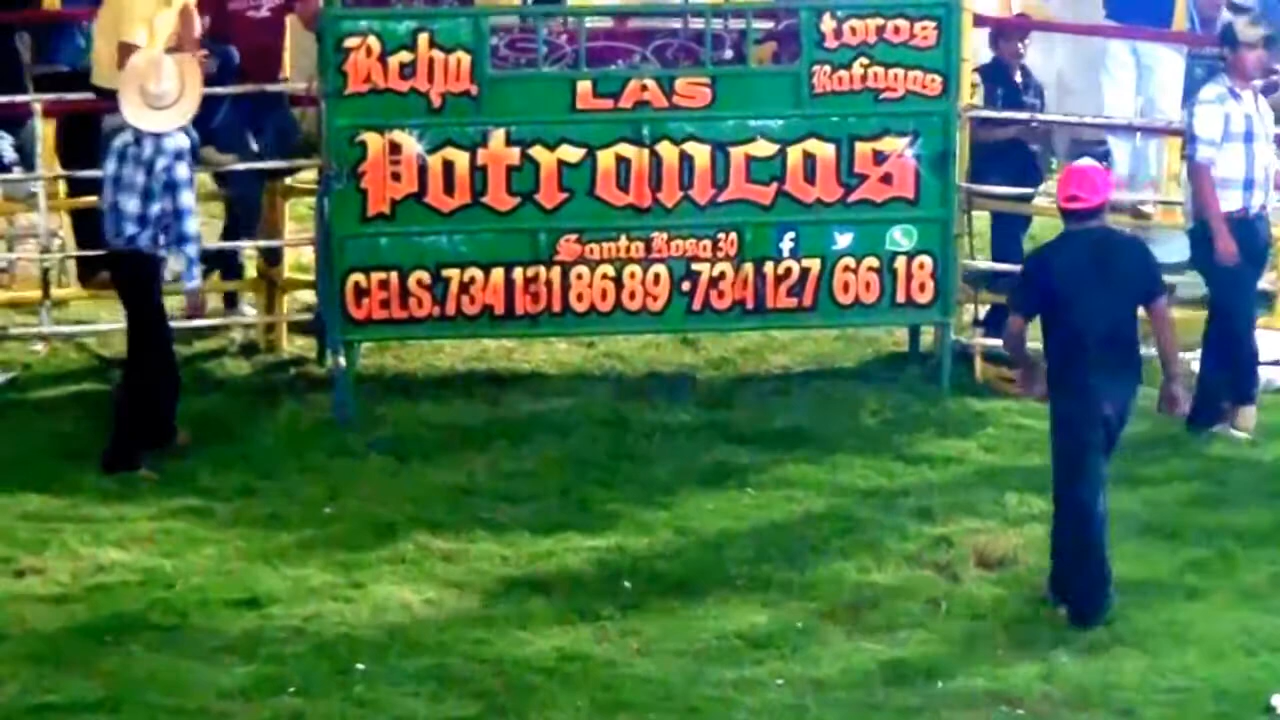 Rcho.
toros
Rafagas
LAS
Potrancas
Santa Rosa 30
CELS. 734 131 86 89 · 734 127 66 18